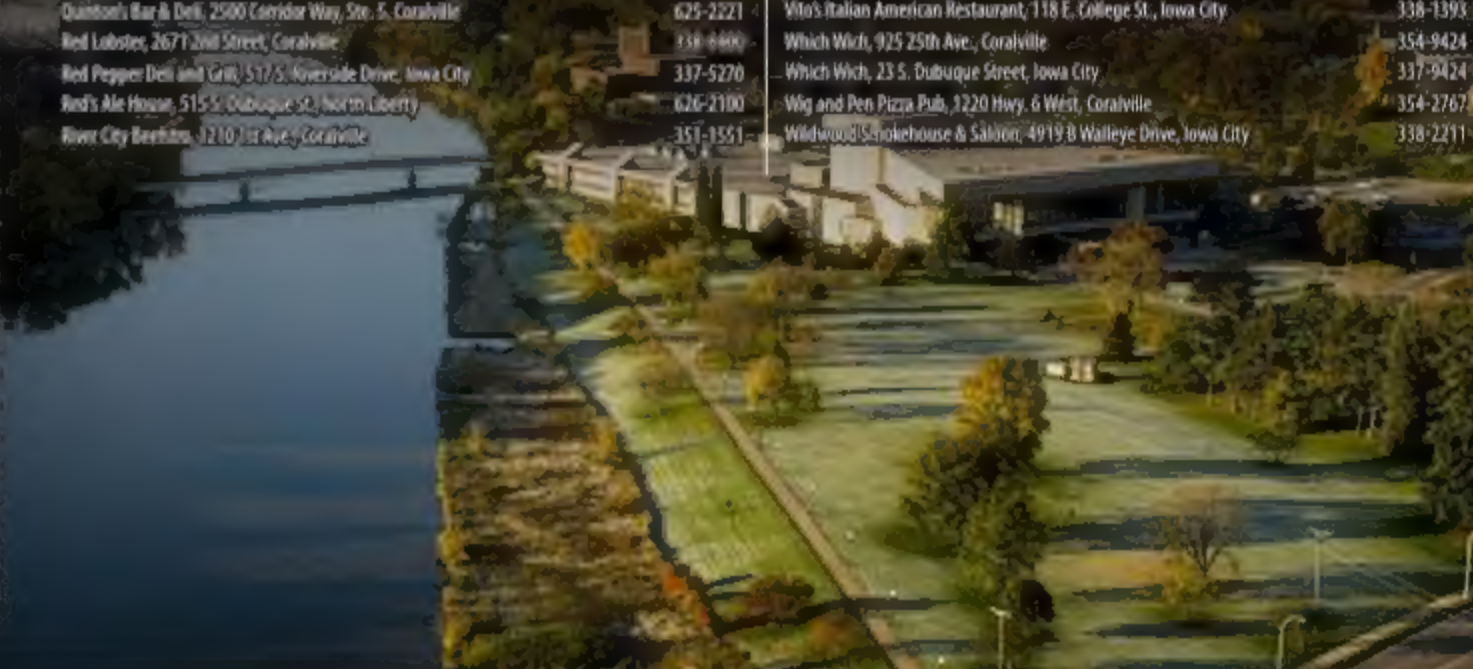 Quinton's Bar & Deli, 2500 Corridor Way, Ste. 5, Coralville 625-2221
Red Lobster, 2671 2nd Street, Coralville
Red Pepper Deli and Grill, 517 S. Riverside Drive, Iowa City 337-5270
Red's Ale House, 515 S. Dubuque St., North Liberty 626-2100
River City 1210 1st Ave., Coralville 351-1551
Vito's Italian American Restaurant, 118 E. College St., Iowa City 338-1393
Which Wich, 925 25th Ave., Coralville 354-9424
Which Wich, 23 S. Dubuque Street, Iowa City 337-9424
Wig and Pen Pizza Pub, 1220 Hwy. 6 West, Coralville 354-2767
Wildwood Smokehouse & Saloon, 4919 B Walleye Drive, Iowa City 338-2211